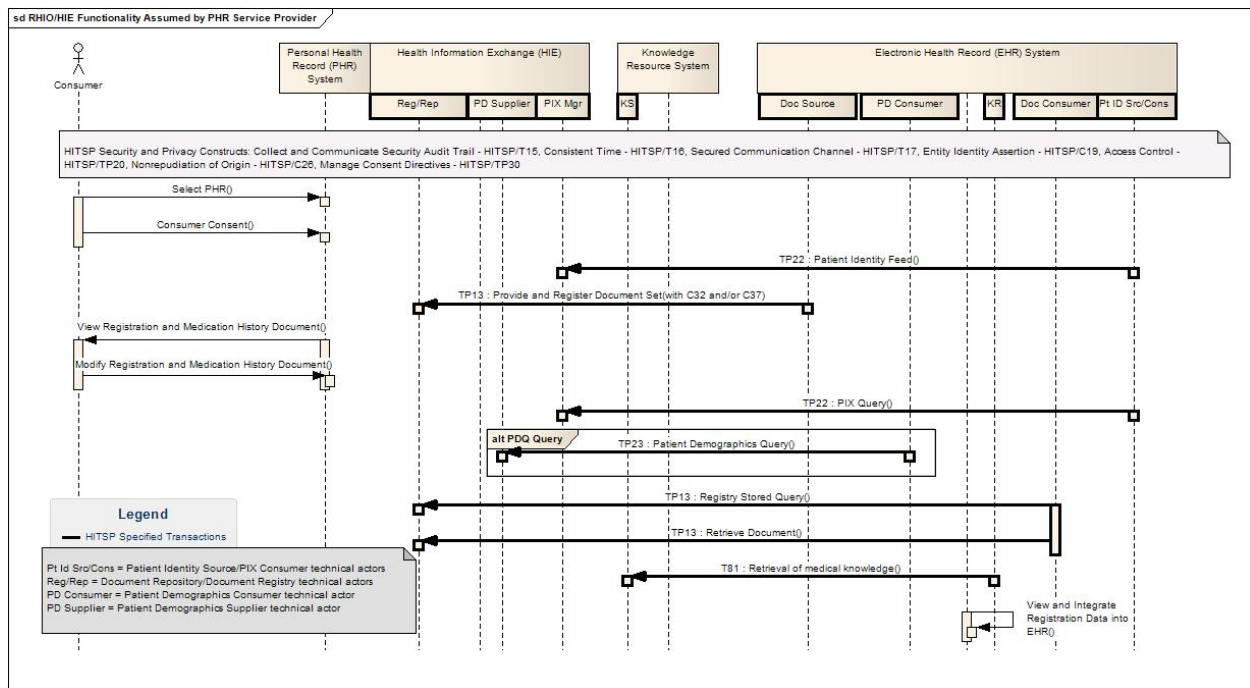 sd RHIO/HIE Functionality Assumed by PHR Service Provider
Consumer
Personal Health
Record (PHR)
System
Health Information Exchange (HIE)
Knowledge
Resource System
Electronic Health Record (EHR) System
Reg/Rep
PD Supplier
PIX Mgr
KS
Doc Source
PD Consumer
KR
Doc Consumer
Pt ID Src/Cons
HITSP Security and Privacy Constructs: Collect and Communicate Security Audit Trail - HITSP/T15, Consistent Time - HITSP/T16, Secured Communication Channel - HITSP/T17, Entity Identity Assertion - HITSP/C19, Access Control -
HITSP/TP20, Nonrepudiation of Origin - HITSP/C26, Manage Consent Directives - HITSP/TP30
Select PHR()
Consumer Consent()
TP22 : Patient Identity Feed()
TP13 : Provide and Register Document Set(with C32 and/or C37)
View Registration and Medication History Document()
Modify Registration and Medication History Document()
TP22 : PIX Query()
alt PDQ Query
TP23 : Patient Demographics Query()
TP13 : Registry Stored Query()
TP13 : Retrieve Document()
T81 : Retrieval of medical knowledge()
View and Integrate
Registration Data into
EHR()
Legend
HITSP Specified Transactions
Pt Id Src/Cons = Patient Identity Source/PIX Consumer technical actors
Reg/Rep = Document Repository/Document Registry technical actors
PD Consumer = Patient Demographics Consumer technical actor
PD Supplier = Patient Demographics Supplier technical actor